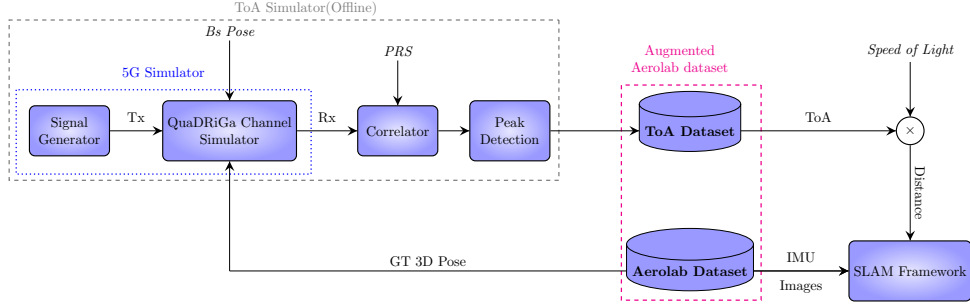 ToA Simulator(Offline)
Bs Pose
5G Simulator
Signal
Generator
Tx
QuaDRiGa Channel
Simulator
Rx
PRS
Correlator
Peak
Detection
Augmented
Aerolab dataset
ToA Dataset
ToA
Speed of Light
×
Distance
GT 3D Pose
Aerolab Dataset
IMU
Images
SLAM Framework